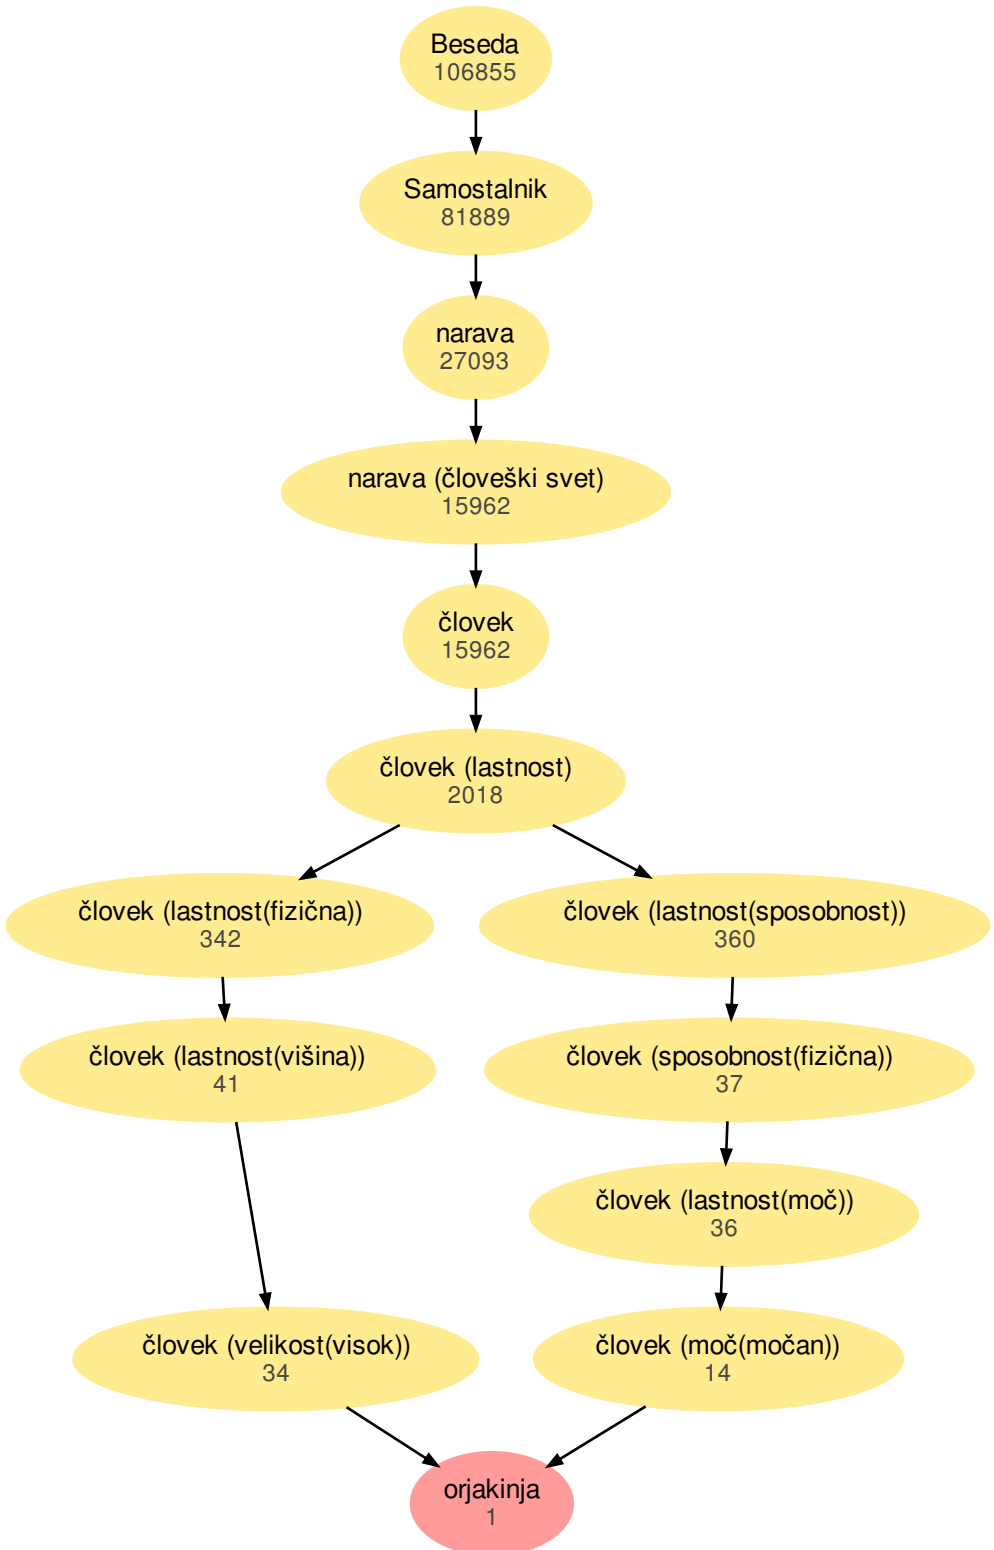 Beseda
106855
Samostalnik
81889
narava
27093
narava (človeški svet)
15962
človek
15962
človek (lastnost)
2018
človek (lastnost(fizična))
342
človek (lastnost(sposobnost))
360
človek (lastnost(višina))
41
človek (sposobnost(fizična))
37
človek (lastnost(moč))
36
človek (velikost(visok))
34
človek (moč(močan))
14
orjakinja
1